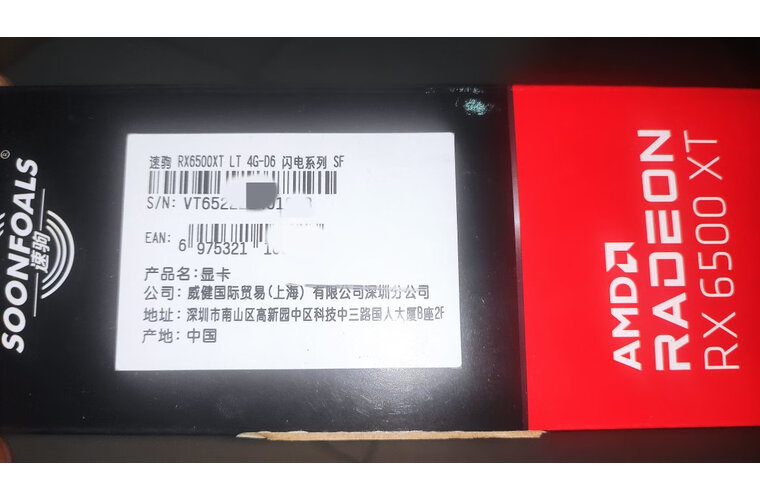 SOONFOALS®
速驹
速驹 RX6500XT LT 4G-D6 闪电系列 SF
S/N: VT652
EAN:
6 975321
产品名:显卡
公司: 威健国际贸易(上海)有限公司深圳分公司
地址: 深圳市南山区高新园中区科技中三路国人大厦B座2F
产地: 中国
AMD
RADEON
RX 6500 XT